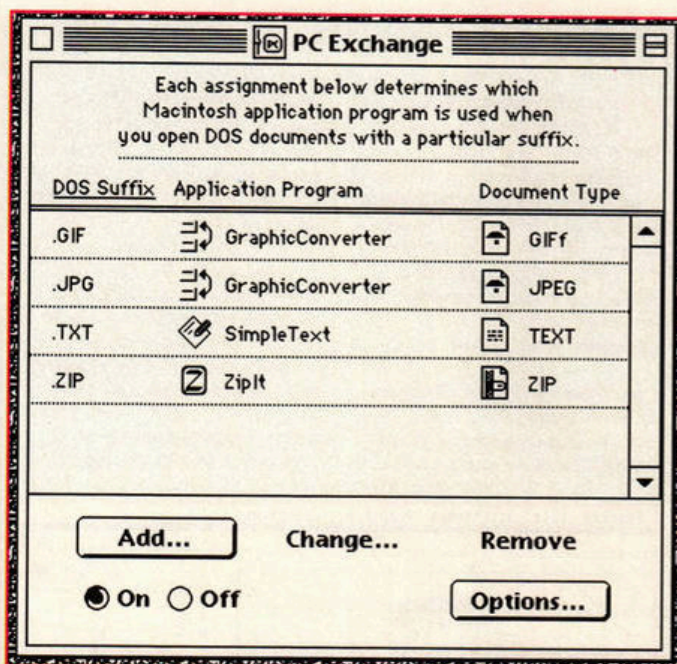 PC Exchange
Each assignment below determines which
Macintosh application program is used when
you open DOS documents with a particular suffix.
DOS Suffix Application Program Document Type
.GIF GraphicConverter GIFf
.JPG GraphicConverter JPEG
.TXT SimpleText TEXT
.ZIP ZipIt ZIP
Add... Change... Remove
On Off Options...